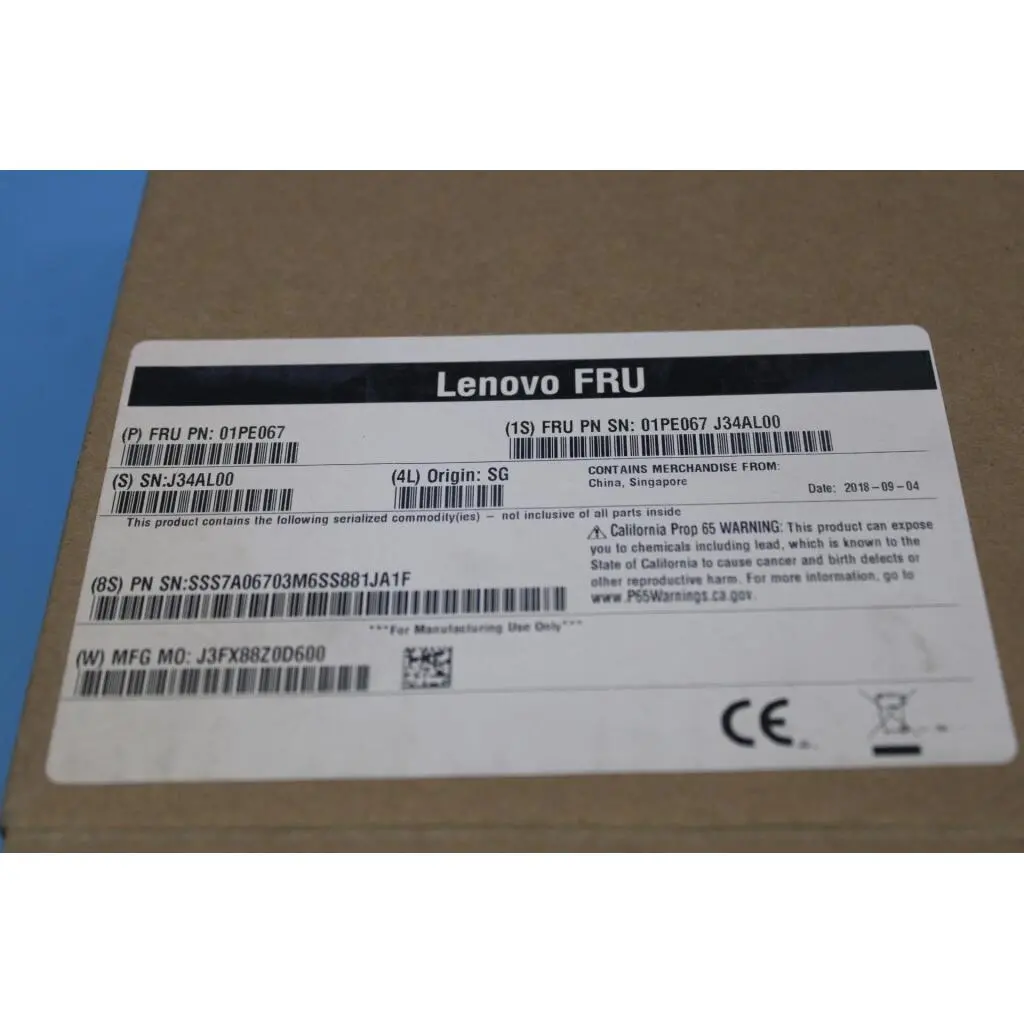 Lenovo FRU
(P) FRU PN: 01PE067
(1S) FRU PN SN: 01PE067 J34AL00
(S) SN:J34AL00
(4L) Origin: SG
CONTAINS MERCHANDISE FROM:
China, Singapore
Date: 2018-09-04
This product contains the following serialized commodity(ies) - not inclusive of all parts inside
⚠ California Prop 65 WARNING: This product can expose
you to chemicals including lead, which is known to the
State of California to cause cancer and birth defects or
other reproductive harm. For more information, go to
www.P65Warnings.ca.gov.
(8S) PN SN:SSS7A06703M6SS881JA1F
***For Manufacturing Use Only***
(W) MFG MO: J3FX88Z0D600
CE